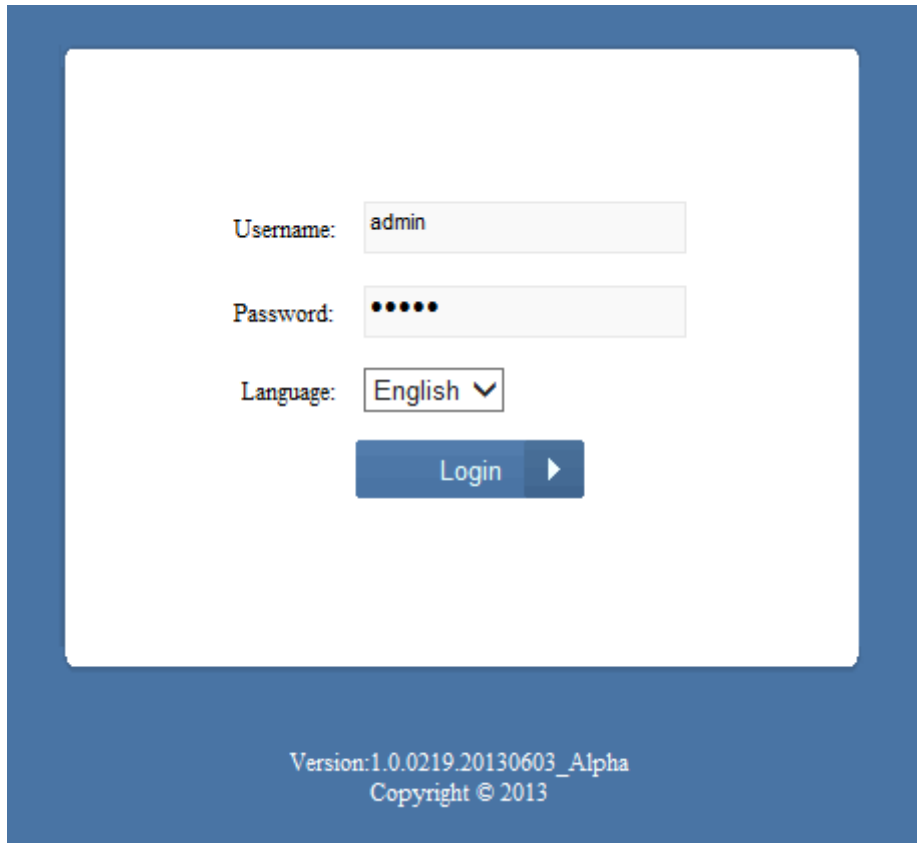 Username: admin
Password: •••••
Language: English
Login
Version:1.0.0219.20130603_Alpha
Copyright © 2013